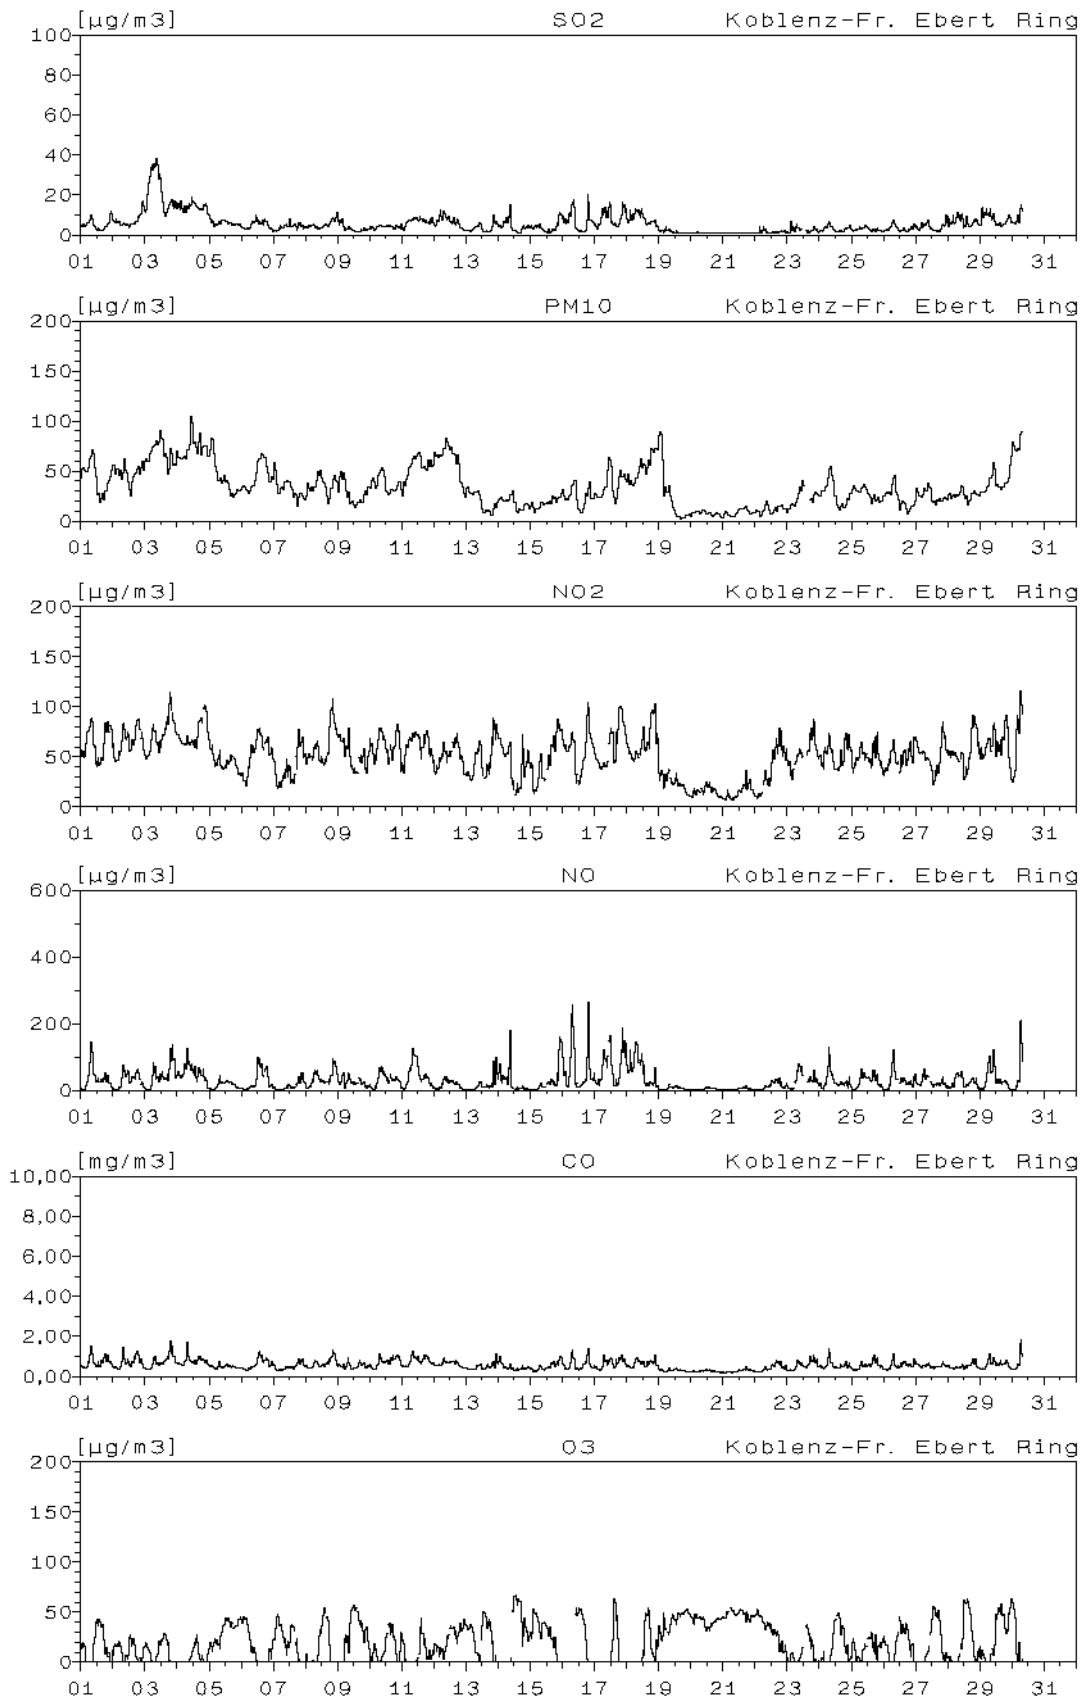 [µg/m3] SO2 Koblenz-Fr. Ebert Ring
100
80
60
40
20
0
01 03 05 07 09 11 13 15 17 19 21 23 25 27 29 31
[µg/m3] PM10 Koblenz-Fr. Ebert Ring
200
150
100
50
0
01 03 05 07 09 11 13 15 17 19 21 23 25 27 29 31
[µg/m3] NO2 Koblenz-Fr. Ebert Ring
200
150
100
50
0
01 03 05 07 09 11 13 15 17 19 21 23 25 27 29 31
[µg/m3] NO Koblenz-Fr. Ebert Ring
600
400
200
0
01 03 05 07 09 11 13 15 17 19 21 23 25 27 29 31
[mg/m3] CO Koblenz-Fr. Ebert Ring
10,00
8,00
6,00
4,00
2,00
0,00
01 03 05 07 09 11 13 15 17 19 21 23 25 27 29 31
[µg/m3] O3 Koblenz-Fr. Ebert Ring
200
150
100
50
0
01 03 05 07 09 11 13 15 17 19 21 23 25 27 29 31